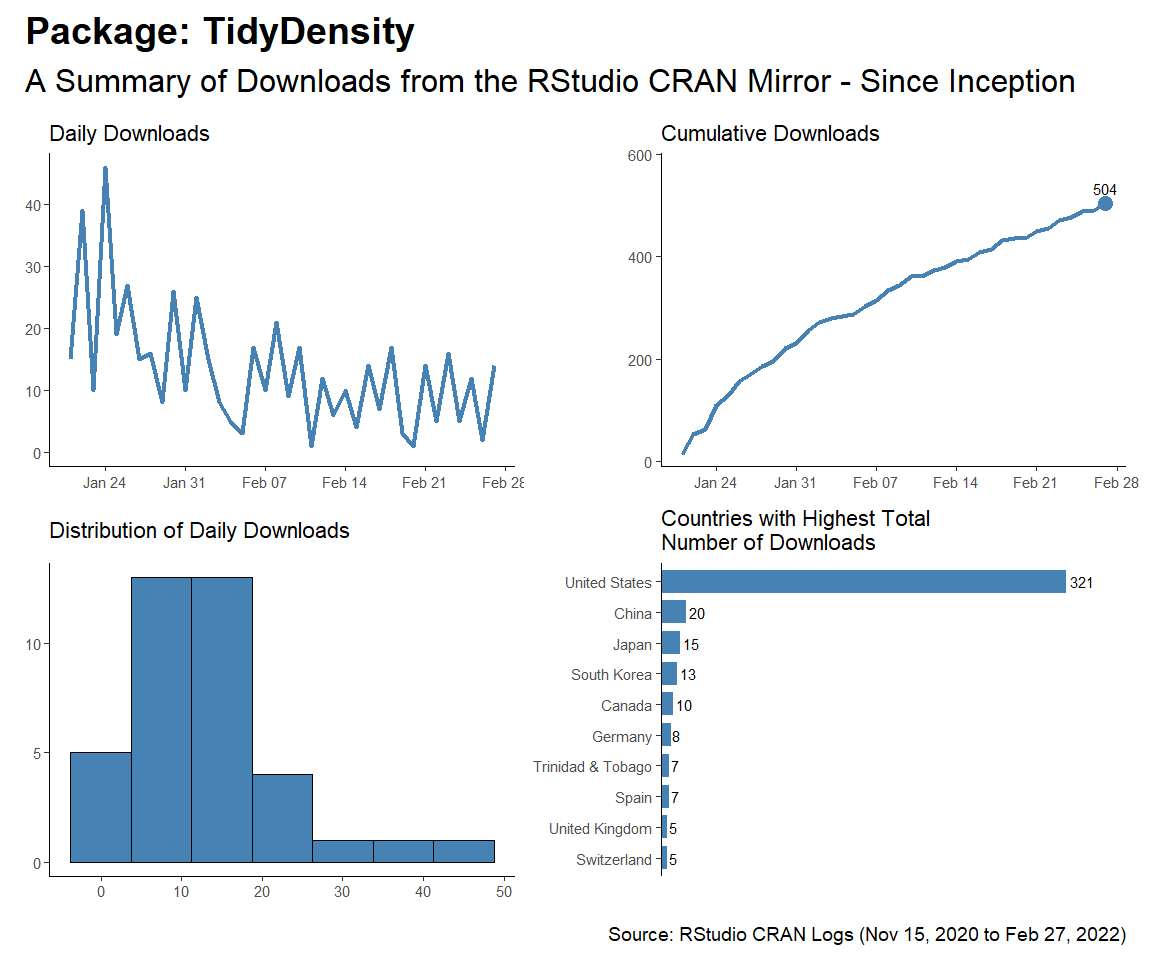 Package: TidyDensity
A Summary of Downloads from the RStudio CRAN Mirror - Since Inception
Daily Downloads
40
30
20
10
0
Jan 24 Jan 31 Feb 07 Feb 14 Feb 21 Feb 28
Cumulative Downloads
600
400
200
0
504
Jan 24 Jan 31 Feb 07 Feb 14 Feb 21 Feb 28
Distribution of Daily Downloads
10
5
0
0 10 20 30 40 50
Countries with Highest Total
Number of Downloads
United States 321
China 20
Japan 15
South Korea 13
Canada 10
Germany 8
Trinidad & Tobago 7
Spain 7
United Kingdom 5
Switzerland 5
Source: RStudio CRAN Logs (Nov 15, 2020 to Feb 27, 2022)